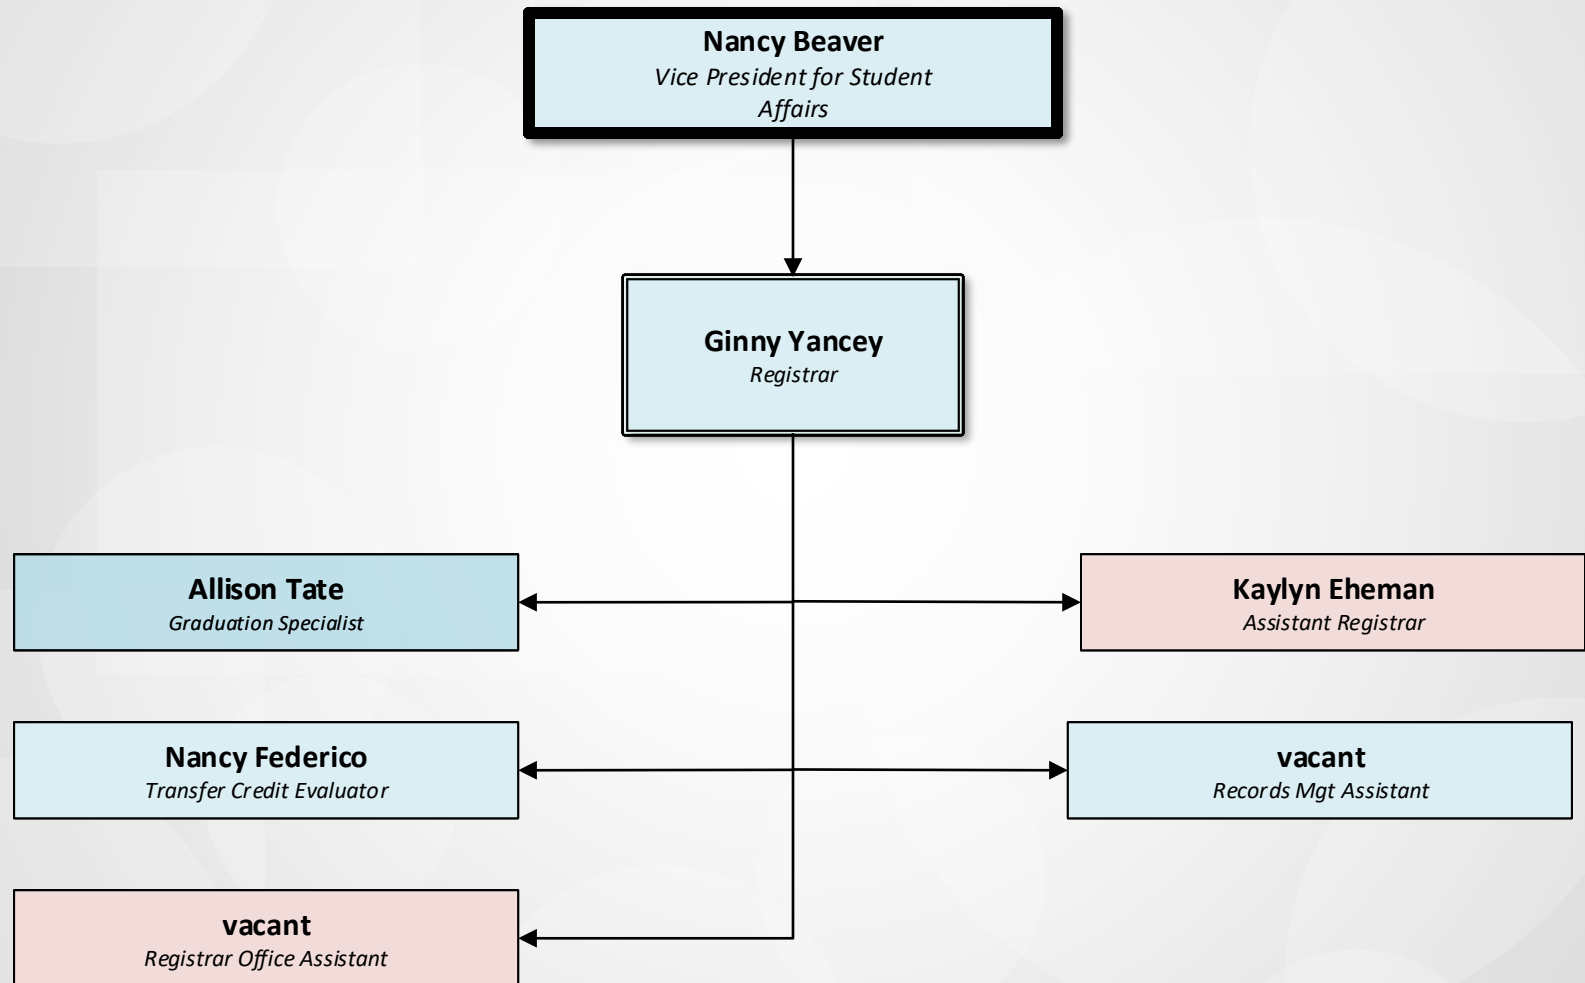 Nancy Beaver
Vice President for Student
Affairs
Ginny Yancey
Registrar
Allison Tate
Graduation Specialist
Kaylyn Eheman
Assistant Registrar
Nancy Federico
Transfer Credit Evaluator
vacant
Records Mgt Assistant
vacant
Registrar Office Assistant